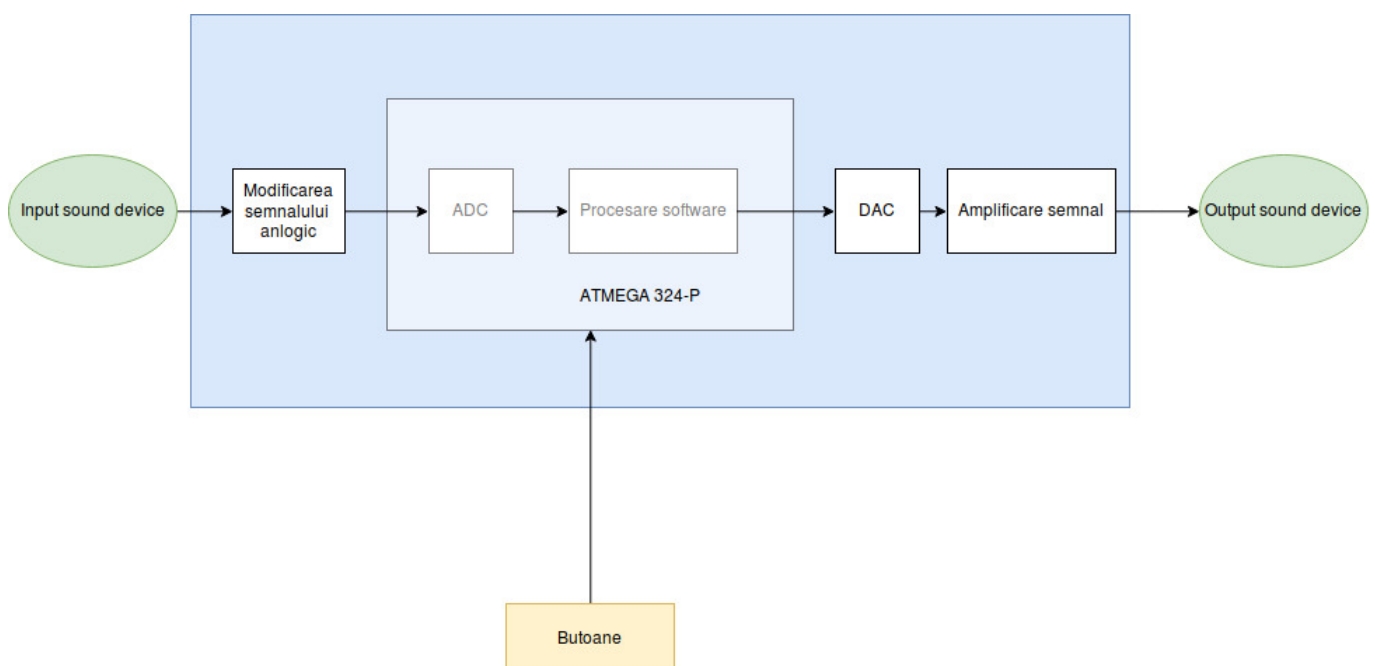 Input sound device
Modificarea
semnalului
anlogic
ADC
Procesare software
DAC
Amplificare semnal
Output sound device
ATMEGA 324-P
Butoane